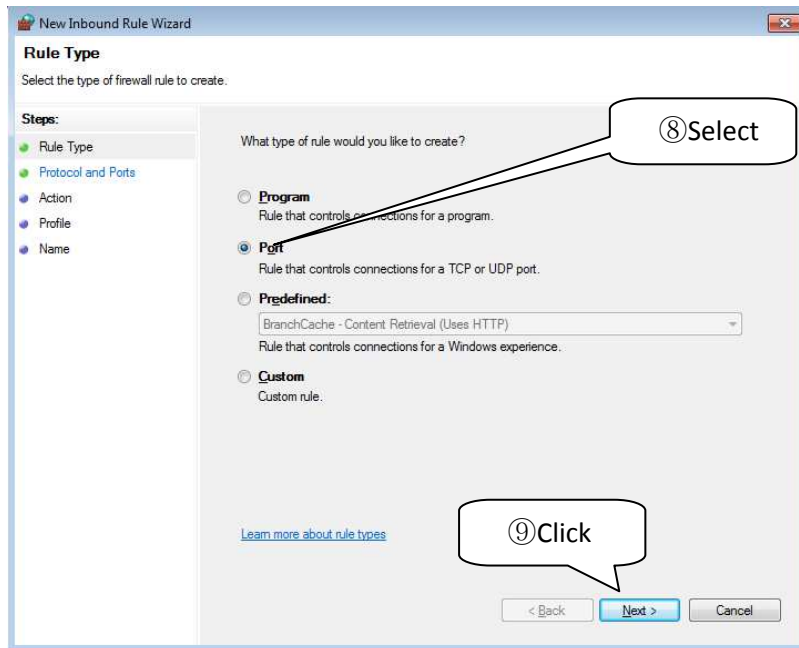 New Inbound Rule Wizard
Rule Type
Select the type of firewall rule to create.
Steps:
Rule Type
Protocol and Ports
Action
Profile
Name
What type of rule would you like to create?
⑧Select
Program
Rule that controls connections for a program.
Port
Rule that controls connections for a TCP or UDP port.
Predefined:
BranchCache - Content Retrieval (Uses HTTP)
Rule that controls connections for a Windows experience.
Custom
Custom rule.
Learn more about rule types
⑨Click
< Back
Next >
Cancel